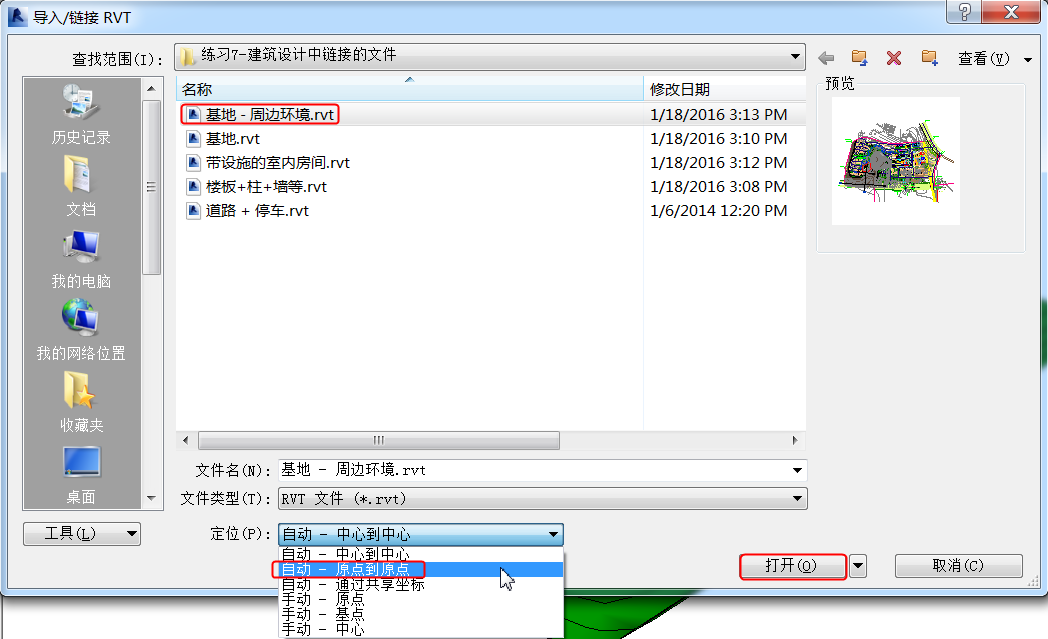 导入/链接 RVT
查找范围(I): 练习7-建筑设计中链接的文件 查看(V)
历史记录
文档
我的电脑
我的网络位置
收藏夹
桌面
工具(L)
名称 修改日期
基地 - 周边环境.rvt 1/18/2016 3:13 PM
基地.rvt 1/18/2016 3:10 PM
带设施的室内房间.rvt 1/18/2016 3:12 PM
楼板+柱+墙等.rvt 1/18/2016 3:08 PM
道路 + 停车.rvt 1/6/2014 12:20 PM
预览
文件名(N): 基地 - 周边环境.rvt
文件类型(T): RVT 文件 (*.rvt)
定位(P): 自动 - 中心到中心
自动 - 中心到中心
自动 - 原点到原点
自动 - 通过共享坐标
手动 - 原点
手动 - 基点
手动 - 中心
打开(O) 取消(C)